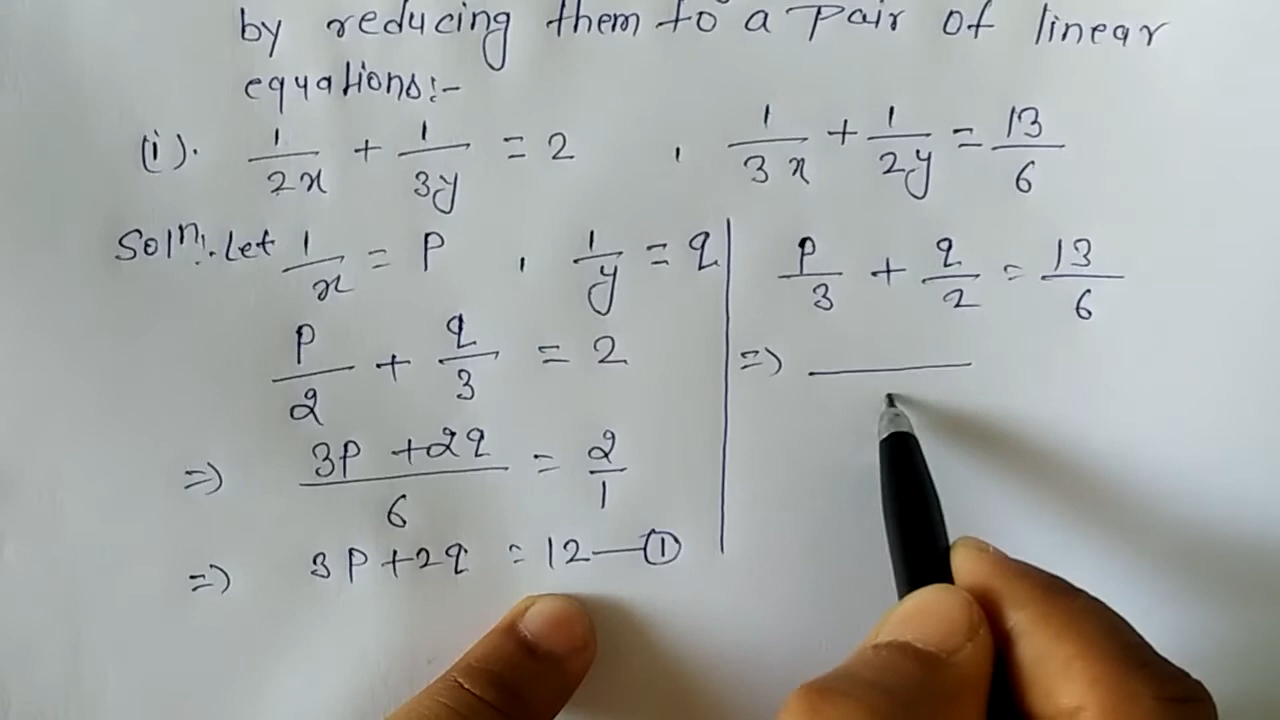 by reducing them to a pair of linear
equations:-
(i). 1/2x + 1/3y = 2 , 1/3x + 1/2y = 13/6
Solⁿ:. Let 1/x = P , 1/y = q
P/2 + q/3 = 2
=) 3P + 2q/6 = 2/1
=) 3P + 2q = 12 — ①
P/3 + q/2 = 13/6
=)